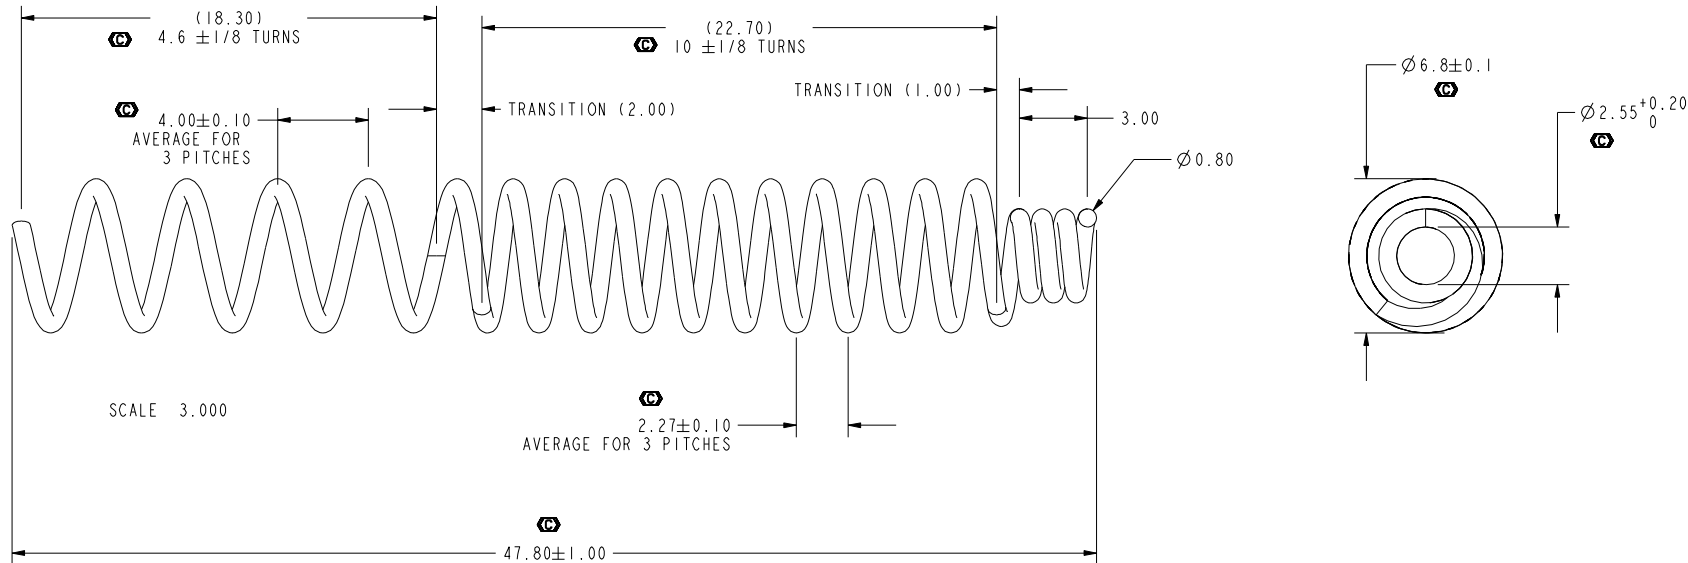 (18.30)
C 4.6 ±1/8 TURNS
(22.70)
C 10 ±1/8 TURNS
C
4.00±0.10
AVERAGE FOR
3 PITCHES
TRANSITION (2.00)
TRANSITION (1.00)
3.00
Ø0.80
Ø6.8±0.1
C
Ø2.55 +0.20
0
C
SCALE 3.000
C
2.27±0.10
AVERAGE FOR 3 PITCHES
C
47.80±1.00